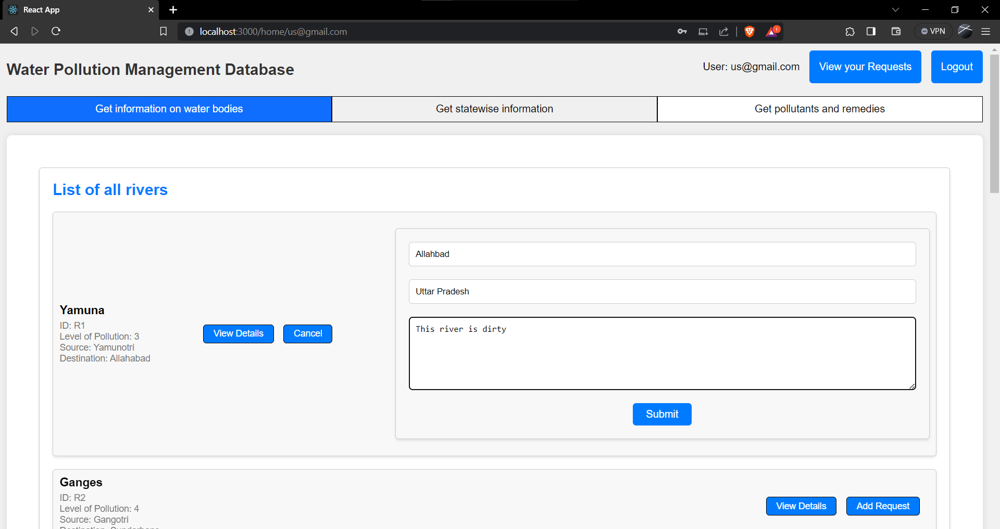 React App
localhost:3000/home/us@gmail.com
1
VPN
Water Pollution Management Database
User: us@gmail.com
View your Requests
Logout
Get information on water bodies
Get statewise information
Get pollutants and remedies
List of all rivers
Yamuna
ID: R1
Level of Pollution: 3
Source: Yamunotri
Destination: Allahabad
View Details
Cancel
Allahbad
Uttar Pradesh
This river is dirty
Submit
Ganges
ID: R2
Level of Pollution: 4
Source: Gangotri
View Details
Add Request